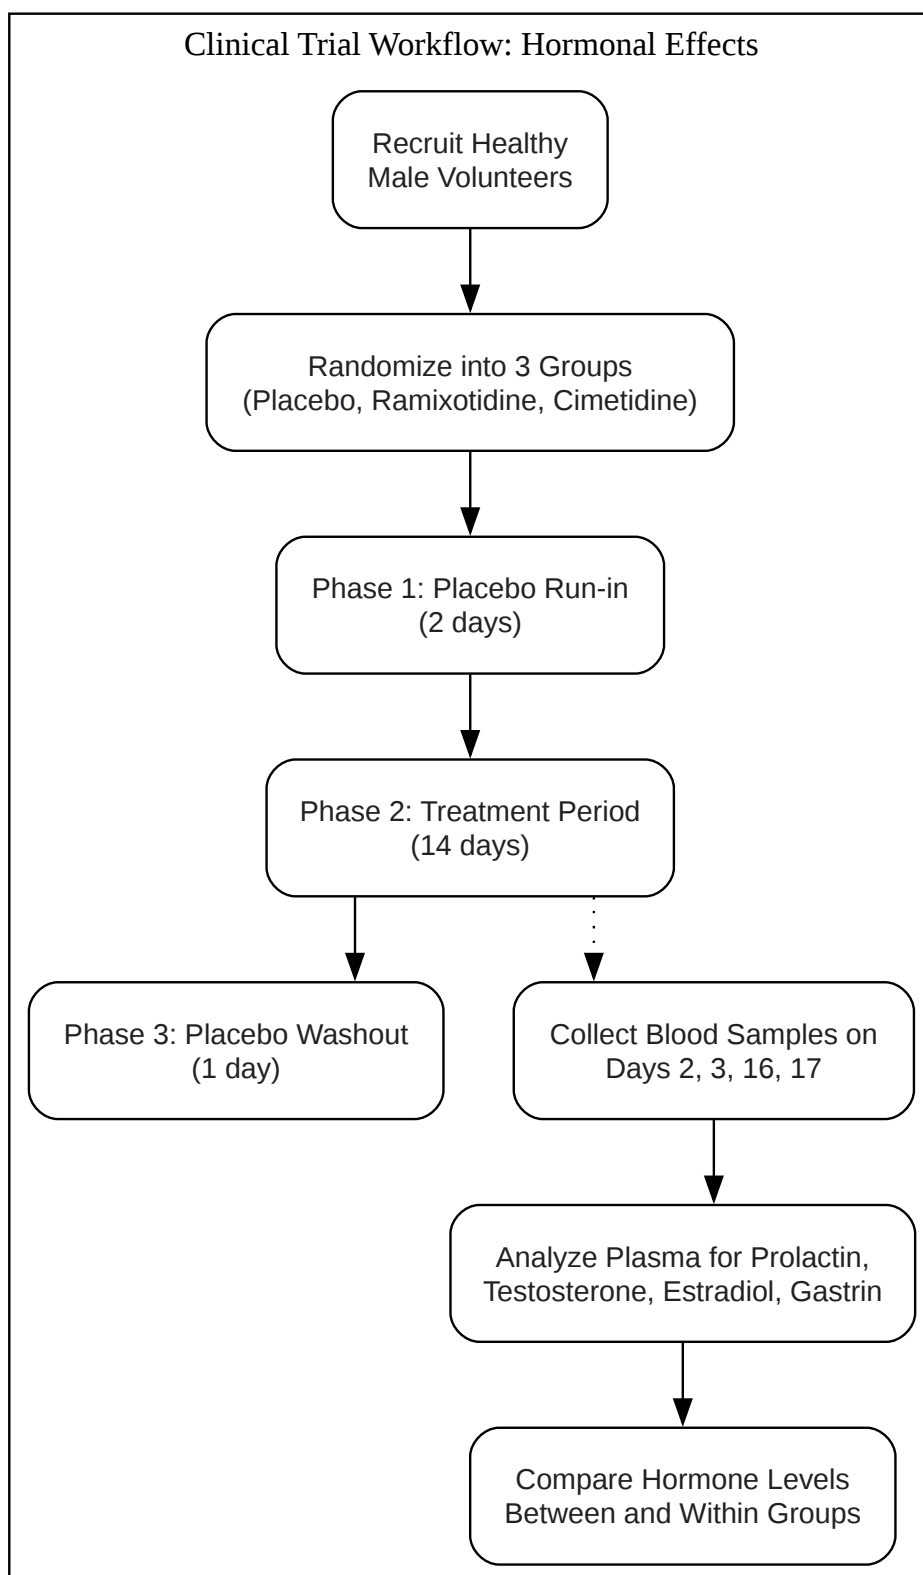 Clinical Trial Workflow: Hormonal Effects
Recruit Healthy
Male Volunteers
Randomize into 3 Groups
(Placebo, Ramixotidine, Cimetidine)
Phase 1: Placebo Run-in
(2 days)
Phase 2: Treatment Period
(14 days)
Phase 3: Placebo Washout
(1 day)
Collect Blood Samples on
Days 2, 3, 16, 17
Analyze Plasma for Prolactin,
Testosterone, Estradiol, Gastrin
Compare Hormone Levels
Between and Within Groups